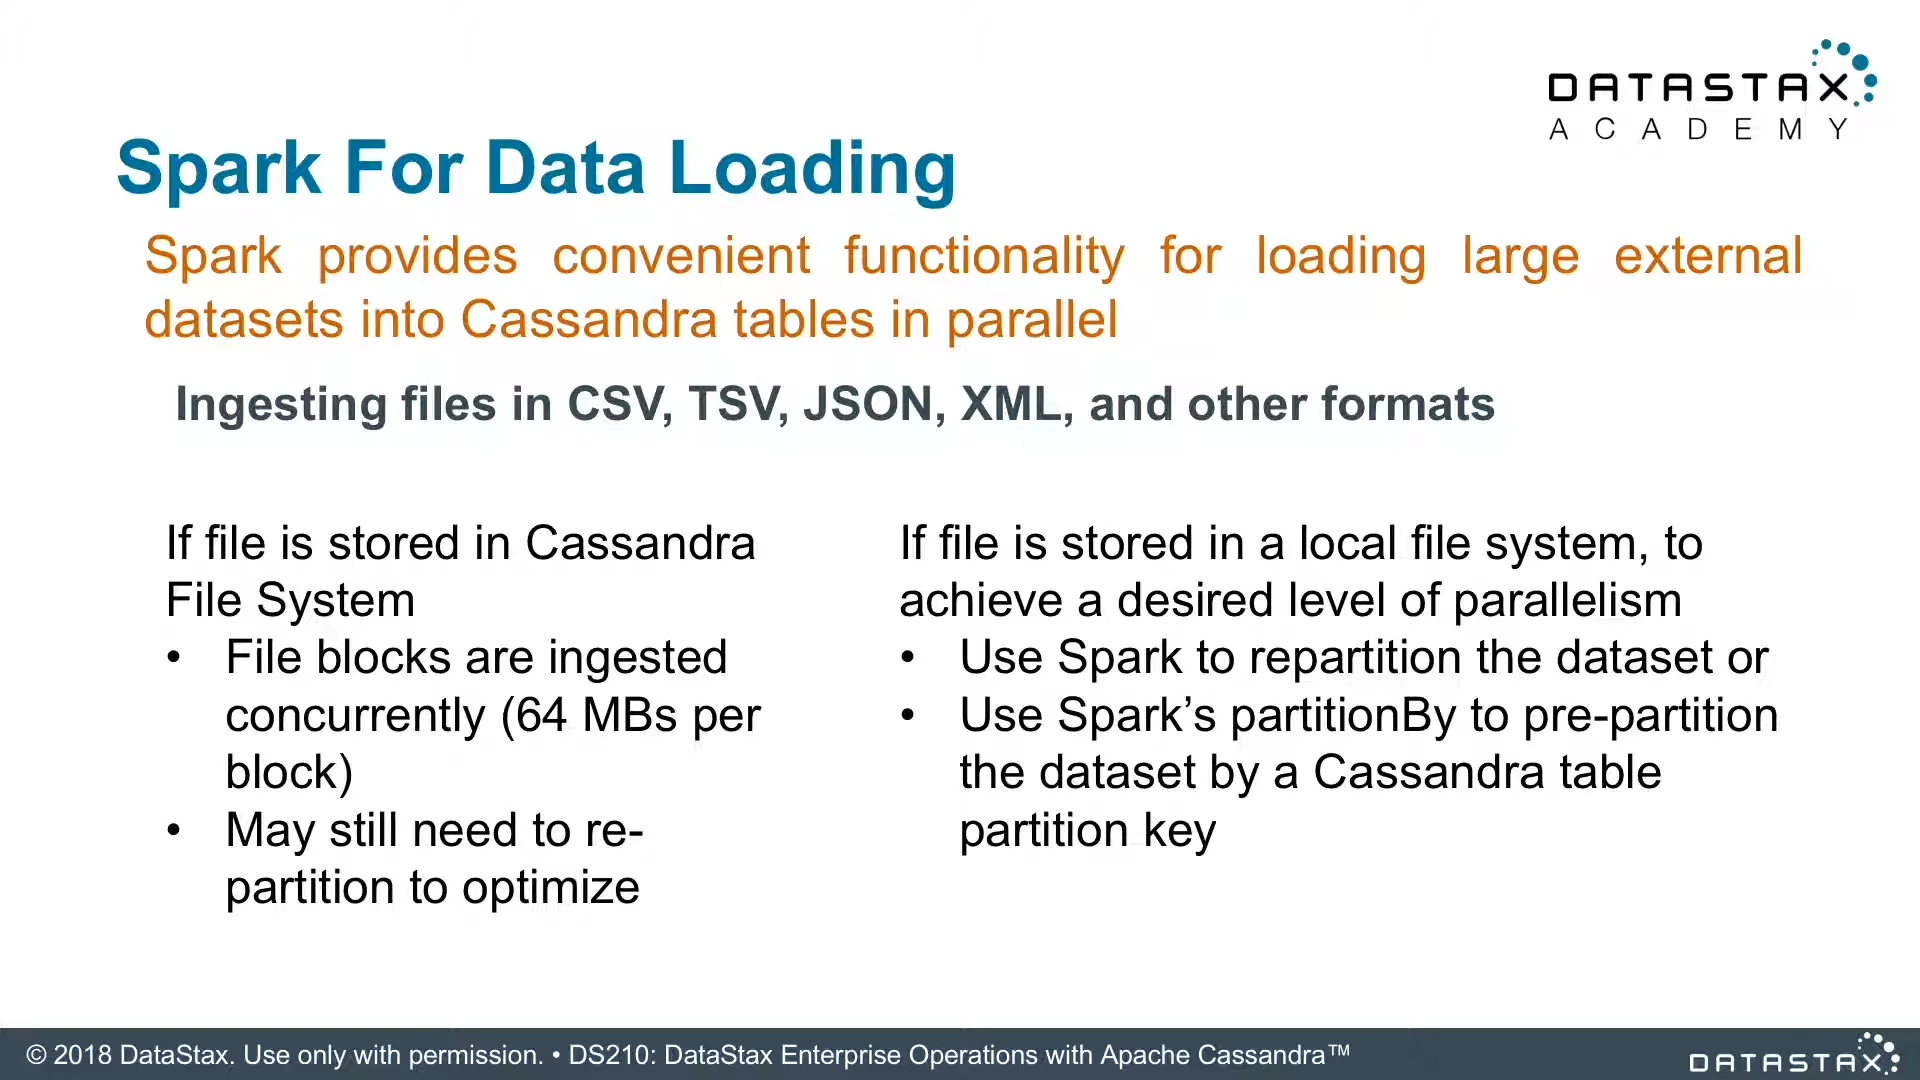 DATASTAX
ACADEMY
Spark For Data Loading
Spark provides convenient functionality for loading large external
datasets into Cassandra tables in parallel
Ingesting files in CSV, TSV, JSON, XML, and other formats
If file is stored in Cassandra
File System
• File blocks are ingested
concurrently (64 MBs per
block)
• May still need to re-
partition to optimize
If file is stored in a local file system, to
achieve a desired level of parallelism
• Use Spark to repartition the dataset or
• Use Spark’s partitionBy to pre-partition
the dataset by a Cassandra table
partition key
© 2018 DataStax. Use only with permission. • DS210: DataStax Enterprise Operations with Apache Cassandra™
DATASTAX